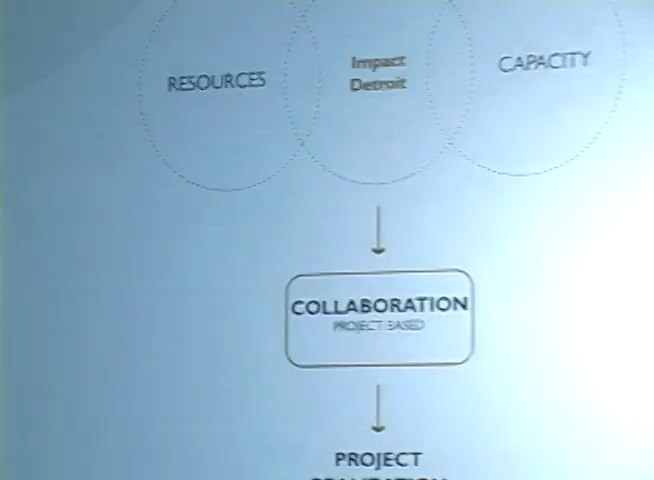 RESOURCES
Impact
Detroit
CAPACITY
COLLABORATION
PROJECT BASED
PROJECT